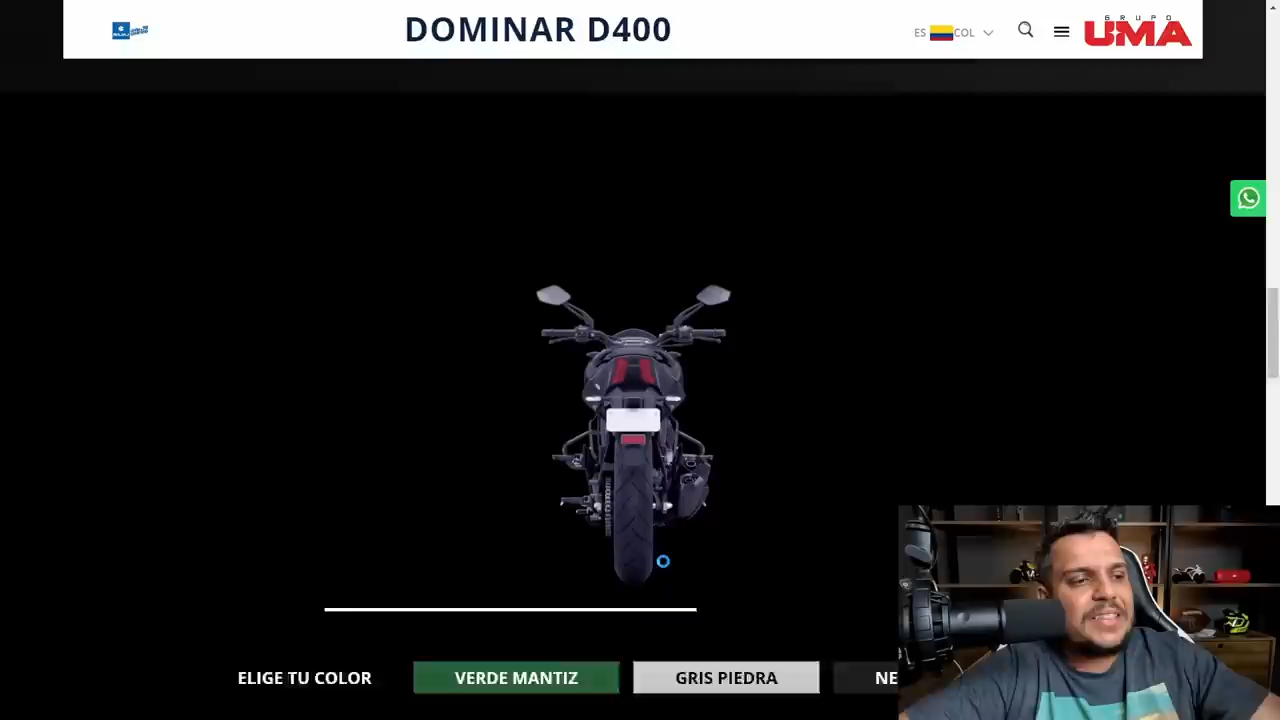 DOMINAR D400
ES COL
GRUPO
UMA
ELIGE TU COLOR
VERDE MANTIZ
GRIS PIEDRA
NE